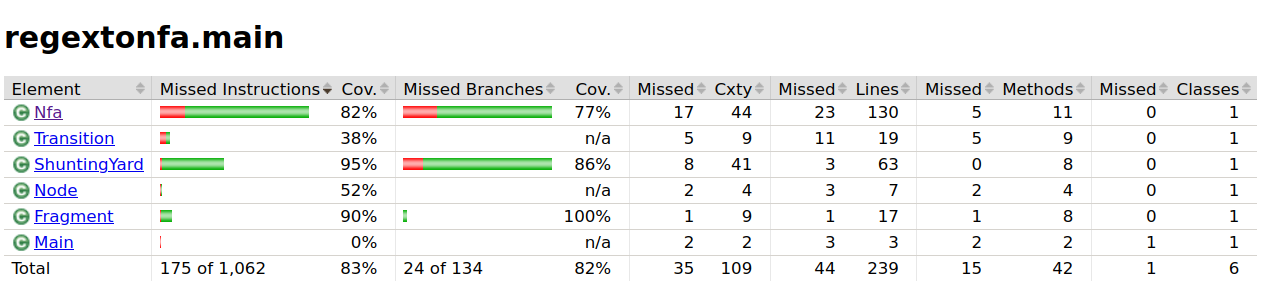 regextonfa.main
Element Missed Instructions Cov. Missed Branches Cov. Missed Cxty Missed Lines Missed Methods Missed Classes
C Nfa 82% 77% 17 44 23 130 5 11 0 1
C Transition 38% n/a 5 9 11 19 5 9 0 1
C ShuntingYard 95% 86% 8 41 3 63 0 8 0 1
C Node 52% n/a 2 4 3 7 2 4 0 1
C Fragment 90% 100% 1 9 1 17 1 8 0 1
C Main 0% n/a 2 2 3 3 2 2 1 1
Total 175 of 1,062 83% 24 of 134 82% 35 109 44 239 15 42 1 6